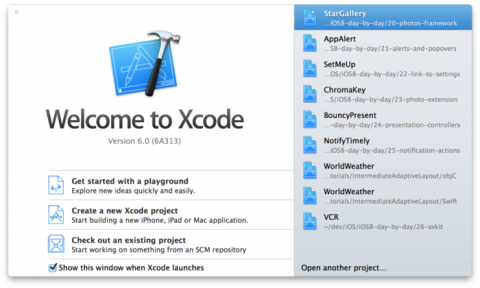 Welcome to Xcode
Version 6.0 (6A313)
Get started with a playground
Explore new ideas quickly and easily.
Create a new Xcode project
Start building a new iPhone, iPad or Mac application.
Check out an existing project
Start working on something from an SCM repository
Show this window when Xcode launches
StarGallery
...iOS8-day-by-day/20-photos-framework
AppAlert
...S8-day-by-day/21-alerts-and-popovers
SetMeUp
...OS/iOS8-day-by-day/22-link-to-settings
ChromaKey
...S/iOS8-day-by-day/23-photo-extension
BouncyPresent
...-day-by-day/24-presentation-controllers
NotifyTimely
...ay-by-day/25-notification-actions
WorldWeather
...torials/IntermediateAdaptiveLayout/objC
WorldWeather
...torials/IntermediateAdaptiveLayout/Swift
VCR
~/dev/iOS/iOS8-day-by-day/26-avkit
Open another project...